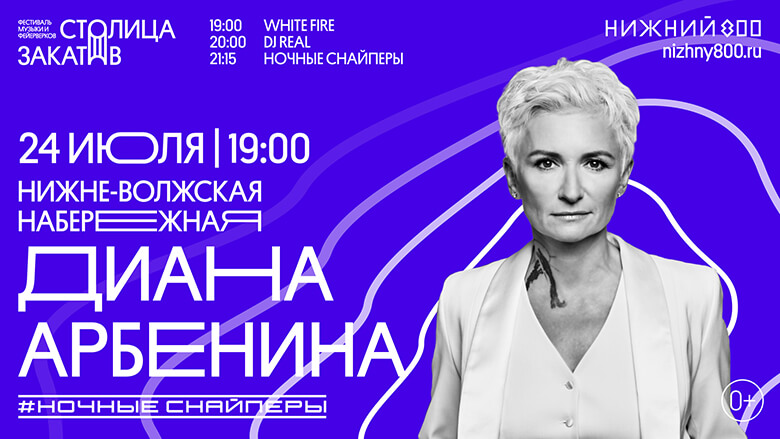 ФЕСТИВАЛЬ
МУЗЫКИ И
ФЕЙЕРВЕРКОВ
СТОЛИЦА
ЗАКАТОВ
19:00 WHITE FIRE
20:00 DJ REAL
21:15 НОЧНЫЕ СНАЙПЕРЫ
НИЖНИЙ 800
nizhny800.ru
24 ИЮЛЯ | 19:00
НИЖНЕ-ВОЛЖСКАЯ
НАБЕРЕЖНАЯ
ДИАНА
АРБЕНИНА
#НОЧНЫЕ СНАЙПЕРЫ
0+